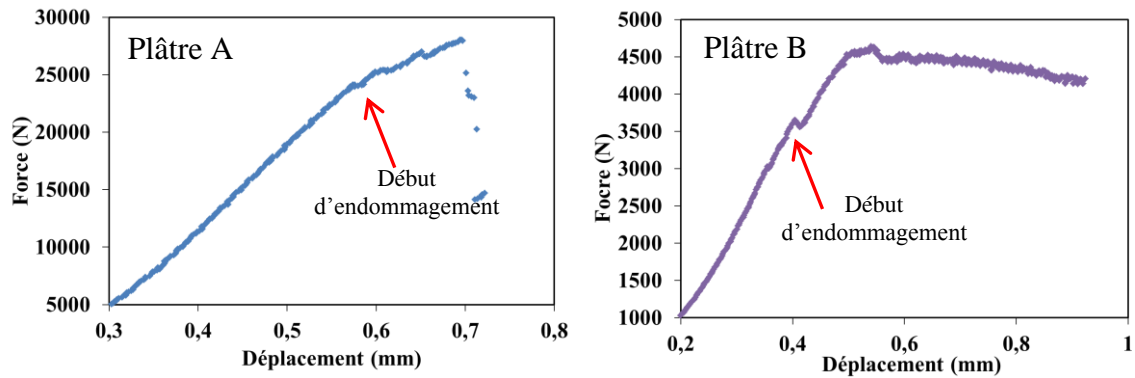 Plâtre A
Force (N)
30000
25000
20000
15000
10000
5000
Début
d’endommagement
0,3
0,4
0,5
0,6
0,7
0,8
Déplacement (mm)
Plâtre B
Focre (N)
5000
4500
4000
3500
3000
2500
2000
1500
1000
Début
d’endommagement
0,2
0,4
0,6
0,8
1
Déplacement (mm)